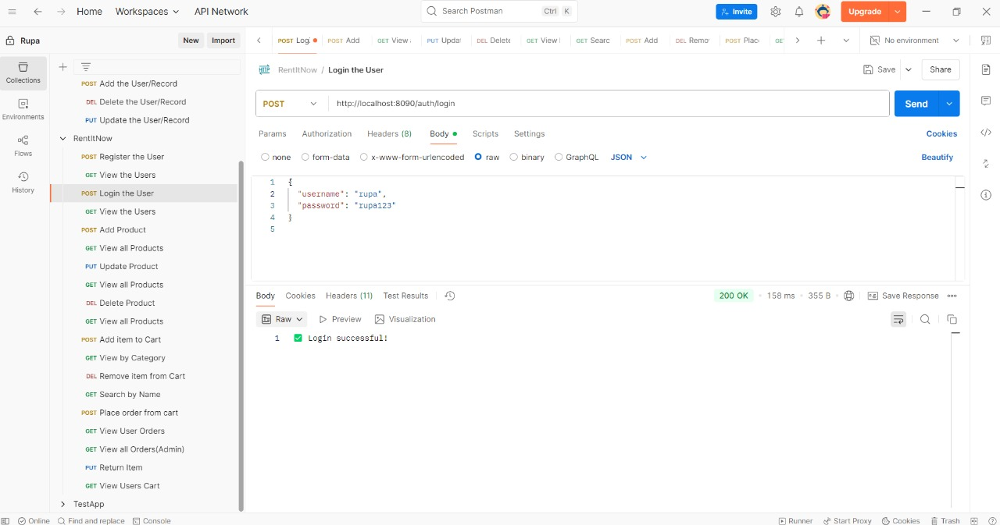 Home Workspaces API Network Search Postman Ctrl K Invite Upgrade
Rupa New Import
POST Log POST Add GET View PUT Updat DEL Delete GET View GET Searc POST Add DEL Remo POST Place GE No environment
Collections
Environments
Flows
History
POST Add the User/Record
DEL Delete the User/Record
PUT Update the User/Record
RentItNow
POST Register the User
GET View the Users
POST Login the User
GET View the Users
POST Add Product
GET View all Products
PUT Update Product
GET View all Products
DEL Delete Product
GET View all Products
POST Add item to Cart
GET View by Category
DEL Remove item from Cart
GET Search by Name
POST Place order from cart
GET View User Orders
GET View all Orders(Admin)
PUT Return Item
GET View Users Cart
TestApp
HTTP RentItNow / Login the User Save Share
POST http://localhost:8090/auth/login Send
Params Authorization Headers (8) Body Scripts Settings Cookies
none form-data x-www-form-urlencoded raw binary GraphQL JSON Beautify
1 {
2 "username": "rupa",
3 "password": "rupa123"
4 }
5
Body Cookies Headers (11) Test Results 200 OK • 158 ms • 355 B • Save Response
Raw Preview Visualization
1 ✅ Login successful!
Online Find and replace Console Runner Start Proxy Cookies Trash